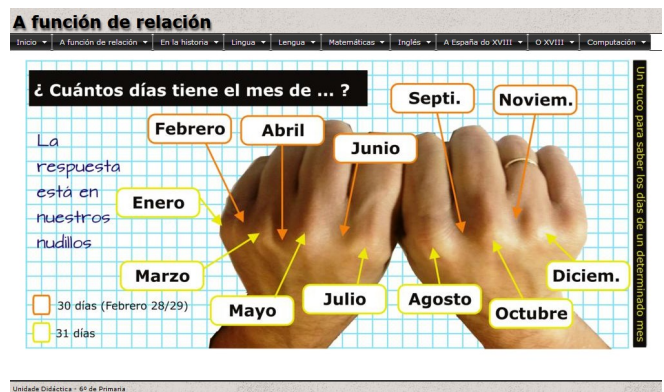 A función de relación
Inicio A función de relación En la historia Lingua Lengua Matemáticas Inglés A España do XVIII O XVIII Computación
¿ Cuántos días tiene el mes de ... ?
La
respuesta
está en
nuestros
nudillos
Febrero
Abril
Junio
Septi.
Noviem.
Enero
Marzo
Mayo
Julio
Agosto
Octubre
Diciem.
30 días (Febrero 28/29)
31 días
Un truco para saber los días de un determinado mes
Unidade Didáctica - 6º de Primaria